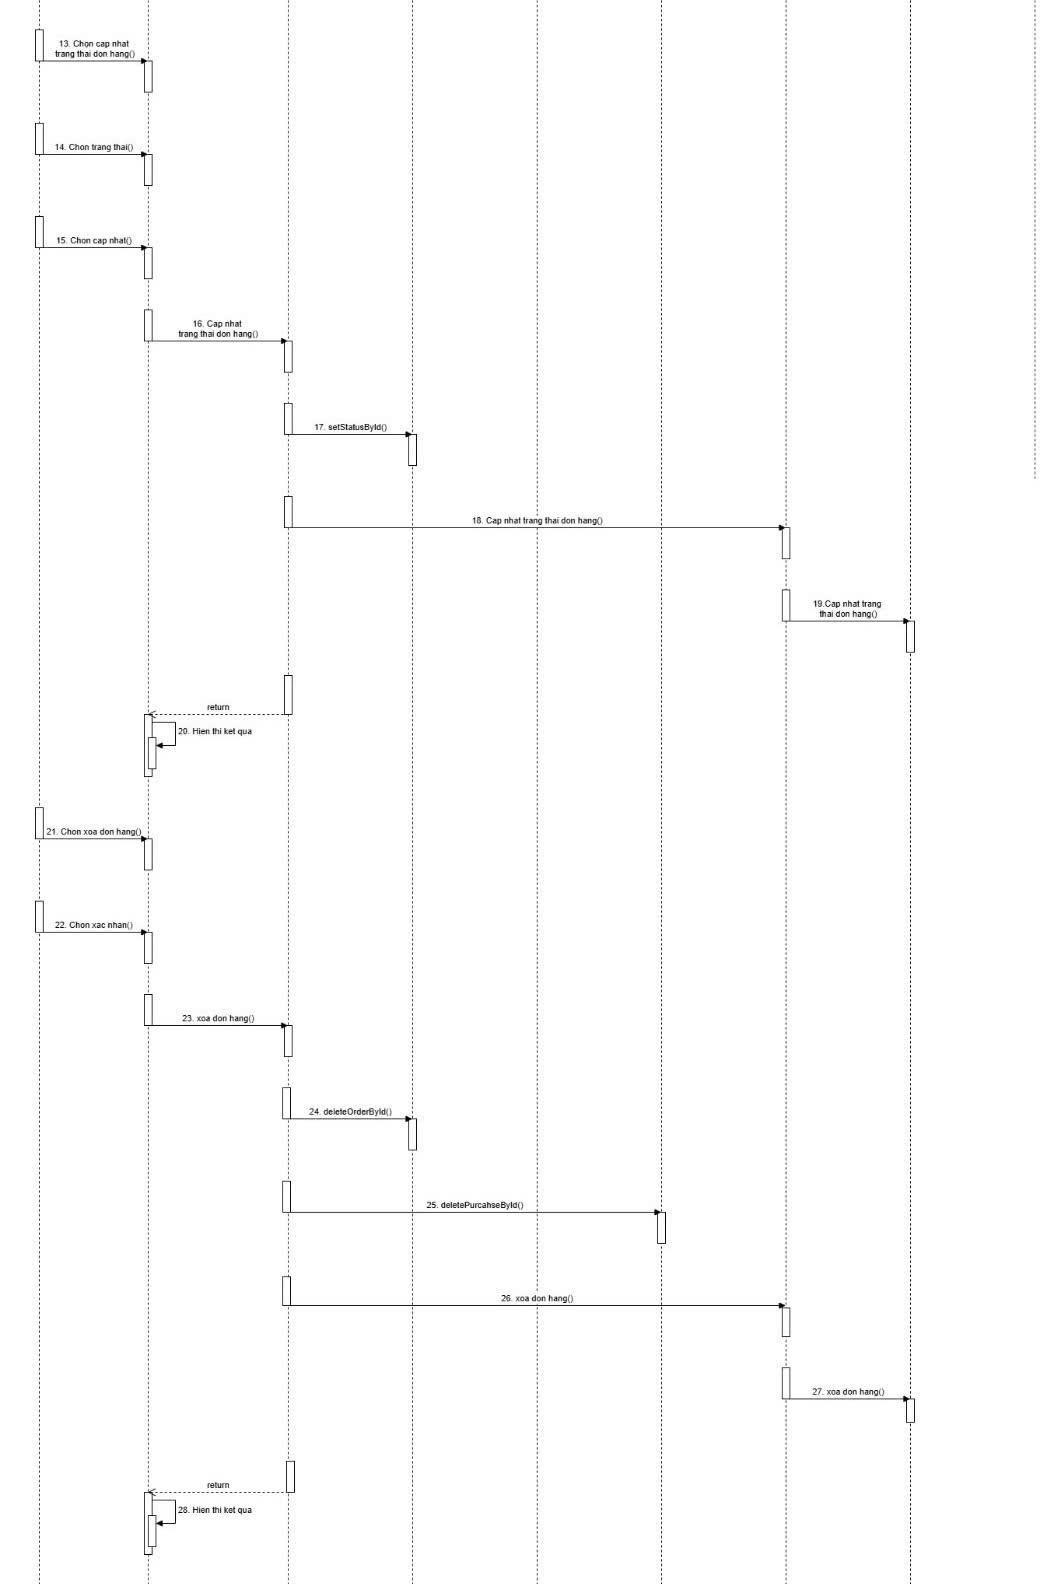 13. Chọn cap nhat
trang thai don hang()
14. Chon trang thai()
15. Chon cap nhat()
16. Cap nhat
trang thai don hang()
17. setStatusById()
18. Cap nhat trang thai don hang()
19.Cap nhat trang
thai don hang()
return
20. Hien thi ket qua
21. Chon xoa don hang()
22. Chon xac nhan()
23. xoa don hang()
24. deleteOrderById()
25. deletePurcahseById()
26. xoa don hang()
27. xoa don hang()
return
28. Hien thi ket qua